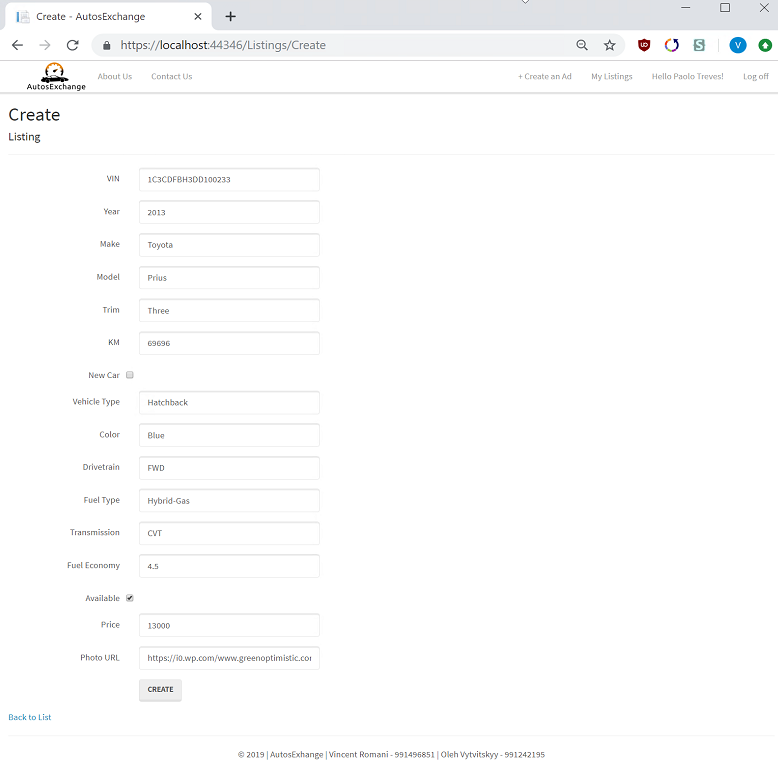 Create - AutosExchange
https://localhost:44346/Listings/Create
UD
S
V
AutosExchange
About Us
Contact Us
+ Create an Ad
My Listings
Hello Paolo Treves!
Log off
Create
Listing
VIN 1C3CDFBH3DD100233
Year 2013
Make Toyota
Model Prius
Trim Three
KM 69696
New Car
Vehicle Type Hatchback
Color Blue
Drivetrain FWD
Fuel Type Hybrid-Gas
Transmission CVT
Fuel Economy 4.5
Available
Price 13000
Photo URL https://i0.wp.com/www.greenoptimistic.cor
CREATE
Back to List
© 2019 | AutosExhange | Vincent Romani - 991496851 | Oleh Vytvitskyy - 991242195